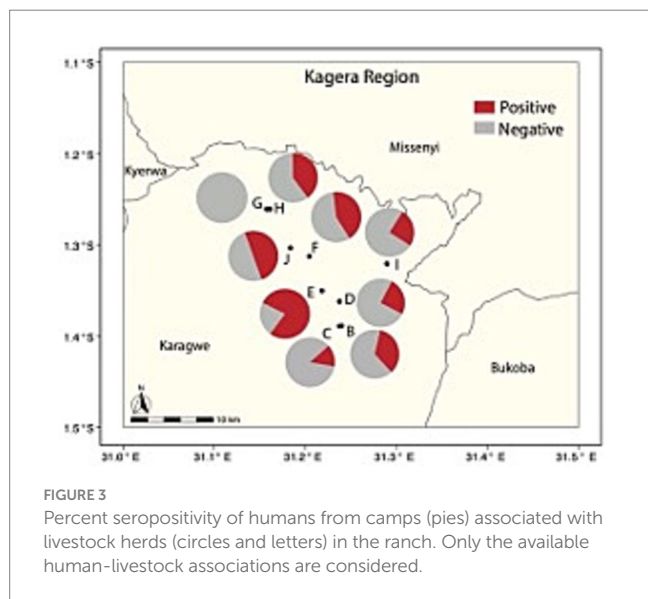 Kagera Region
Positive
Negative
Missenyi
Kyerwa
Karagwe
Bukoba
G H
F
J
I
E
D
C B
N
10 km
1.1°S
1.2°S
1.3°S
1.4°S
1.5°S
31.0° E 31.1° E 31.2° E 31.3° E 31.4° E 31.5° E
FIGURE 3
Percent seropositivity of humans from camps (pies) associated with
livestock herds (circles and letters) in the ranch. Only the available
human-livestock associations are considered.